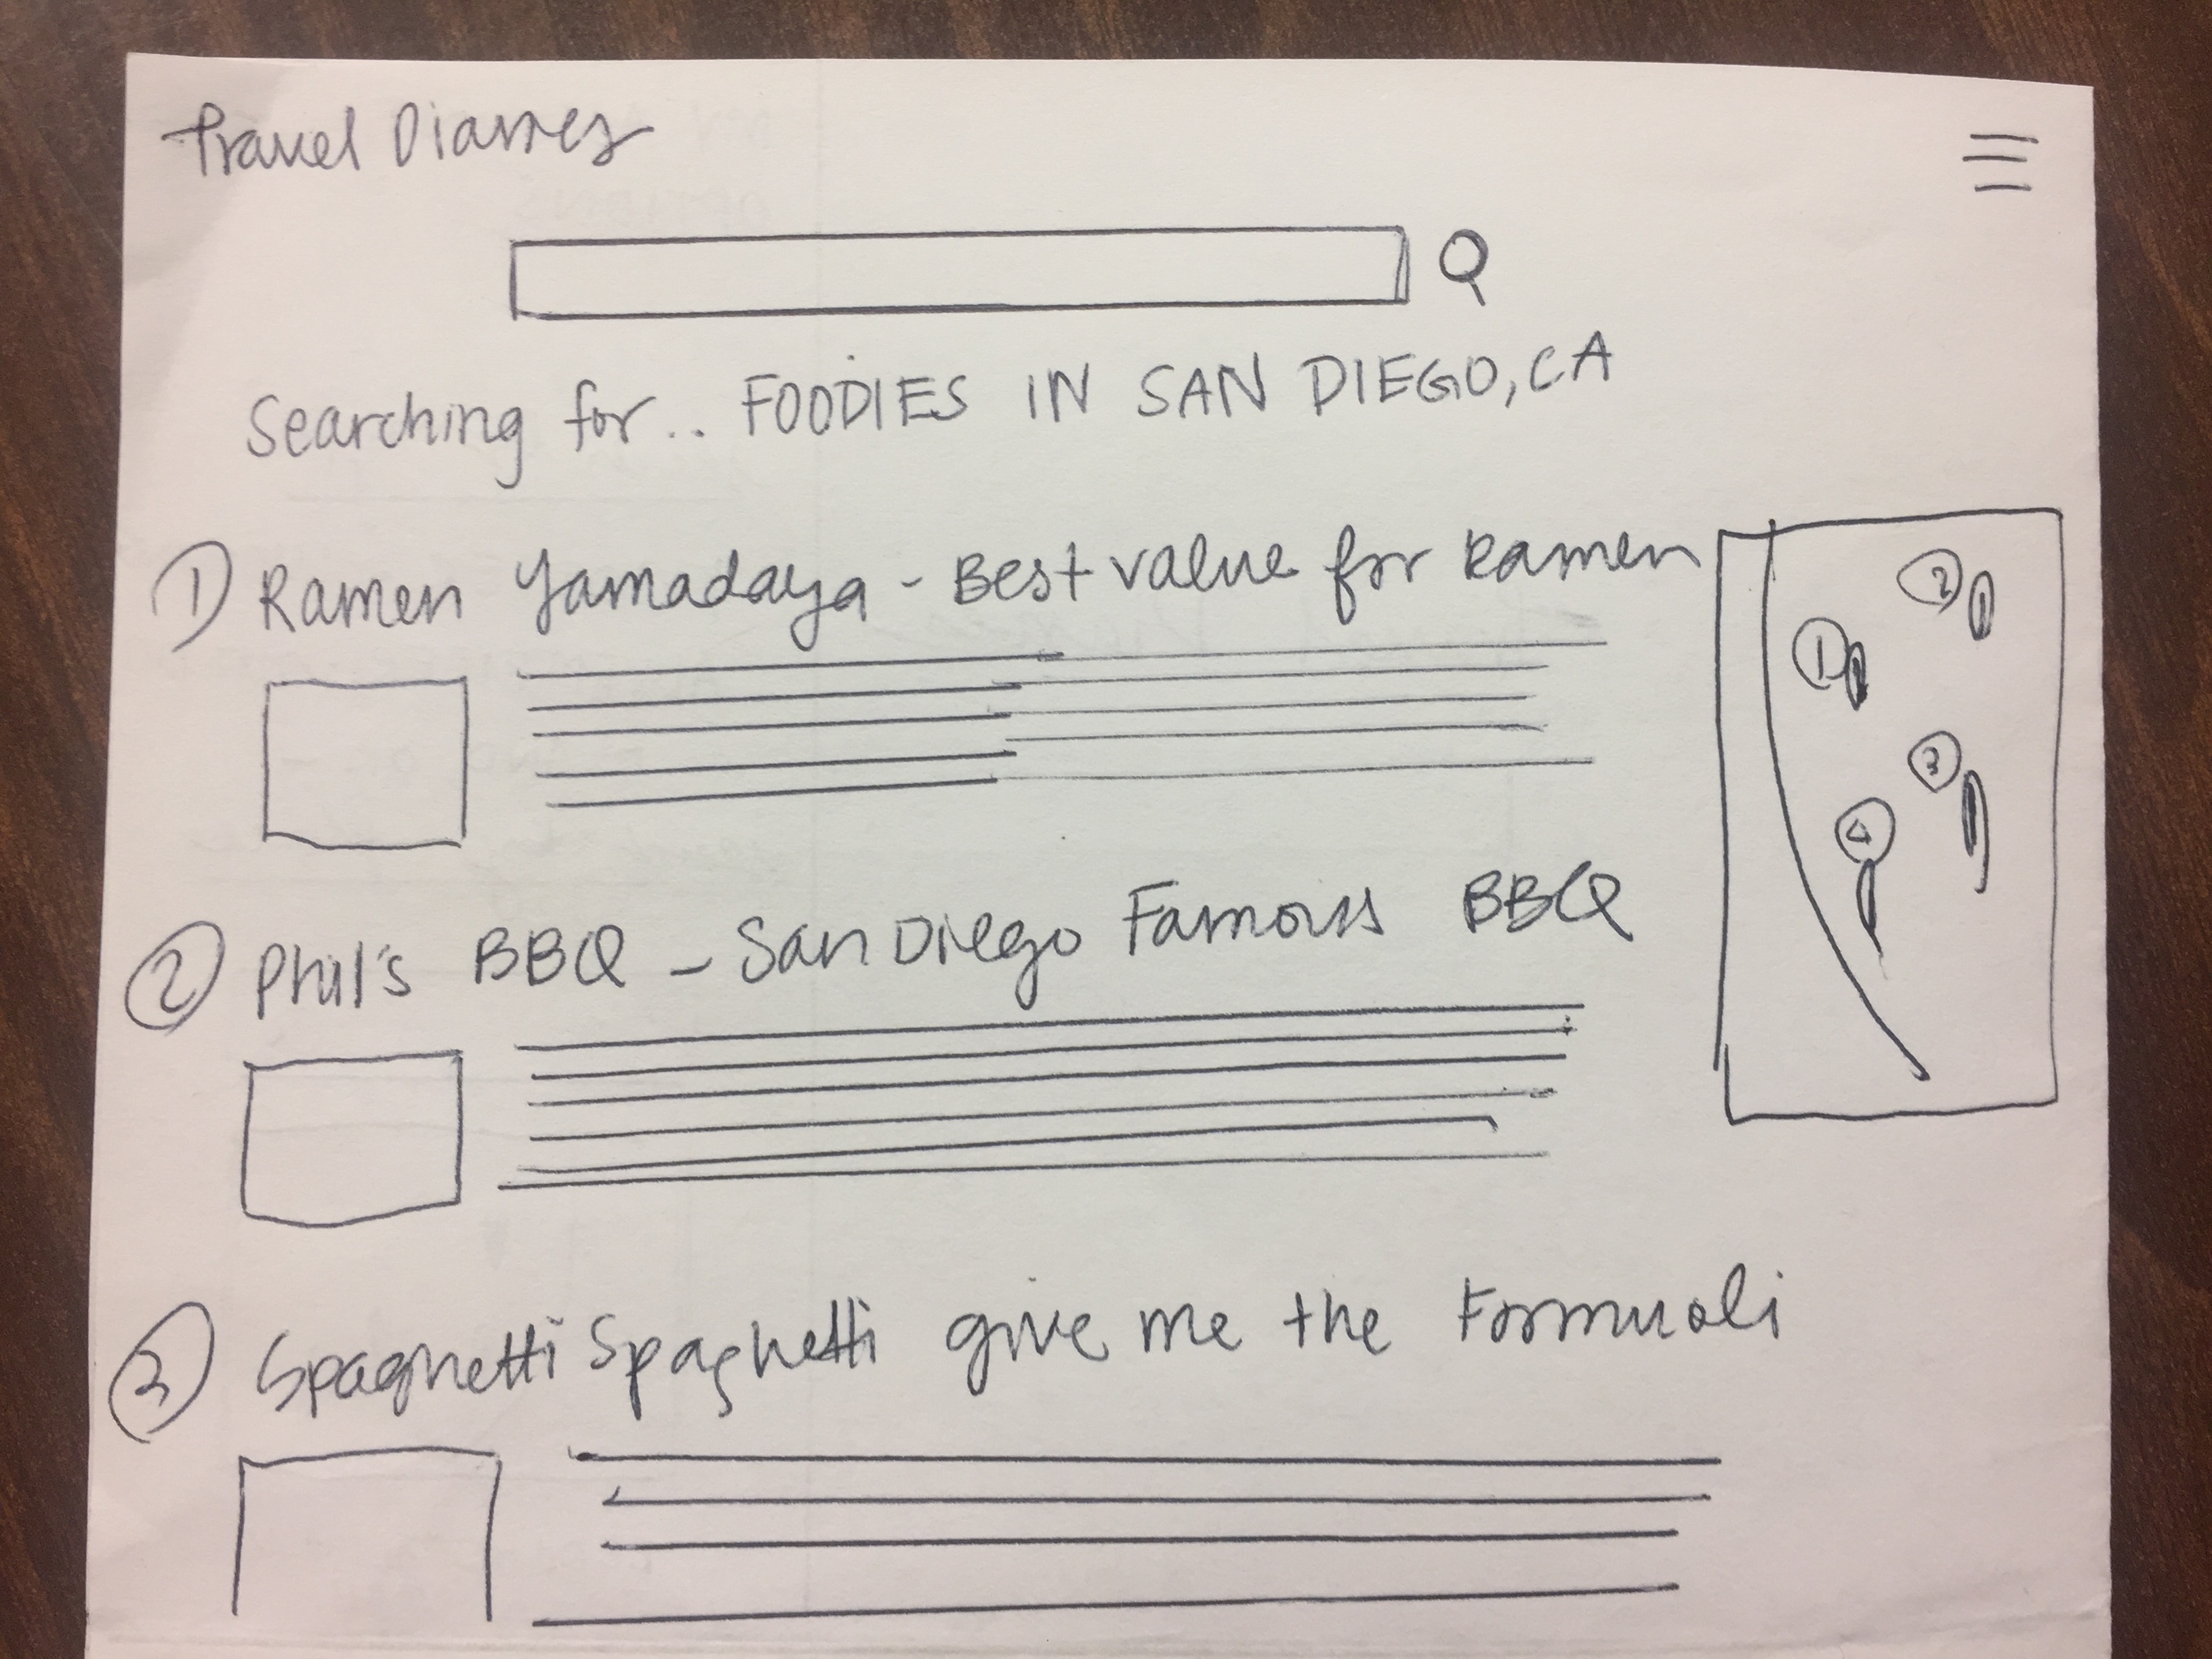 Travel Diaries
Searching for.. FOODIES IN SAN DIEGO, CA
1 Ramen Yamadaya - Best value for Ramen
2
1
3
4
2 Phil's BBQ - San Diego Famous BBQ
3 Spaghetti Spaghetti give me the Formuoli